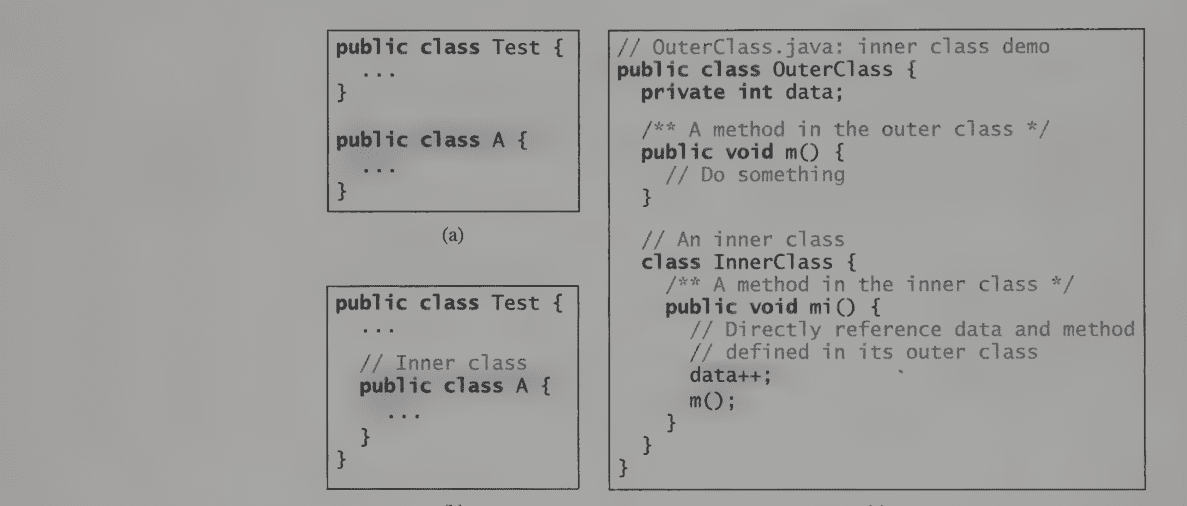 public class Test {
...
}
public class A {
...
}
(a)
public class Test {
...
// Inner class
public class A {
...
}
}
// OuterClass.java: inner class demo
public class OuterClass {
private int data;
/** A method in the outer class */
public void m() {
// Do something
}
// An inner class
class InnerClass {
/** A method in the inner class */
public void mi() {
// Directly reference data and method
// defined in its outer class
data++;
m();
}
}
}